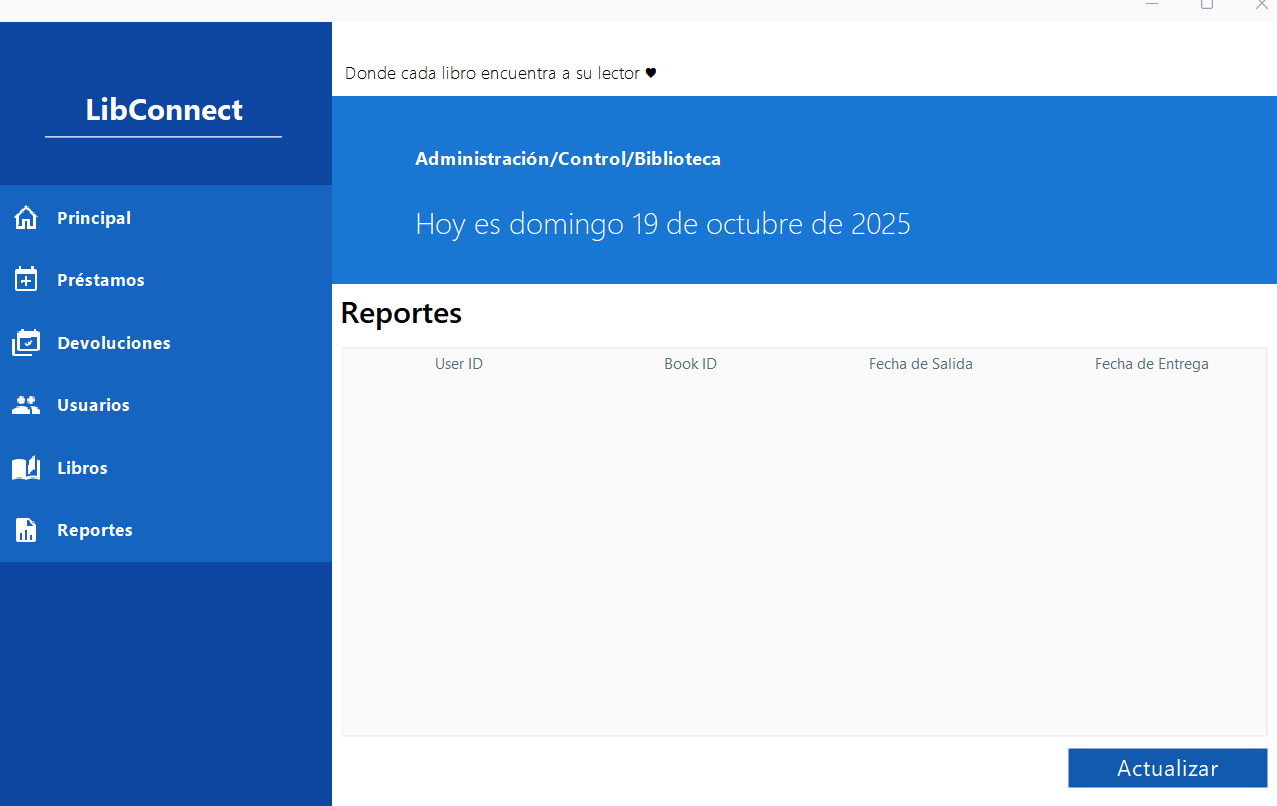 LibConnect
Principal
Préstamos
Devoluciones
Usuarios
Libros
Reportes
Donde cada libro encuentra a su lector ♥
Administración/Control/Biblioteca
Hoy es domingo 19 de octubre de 2025
Reportes
User ID Book ID Fecha de Salida Fecha de Entrega
Actualizar